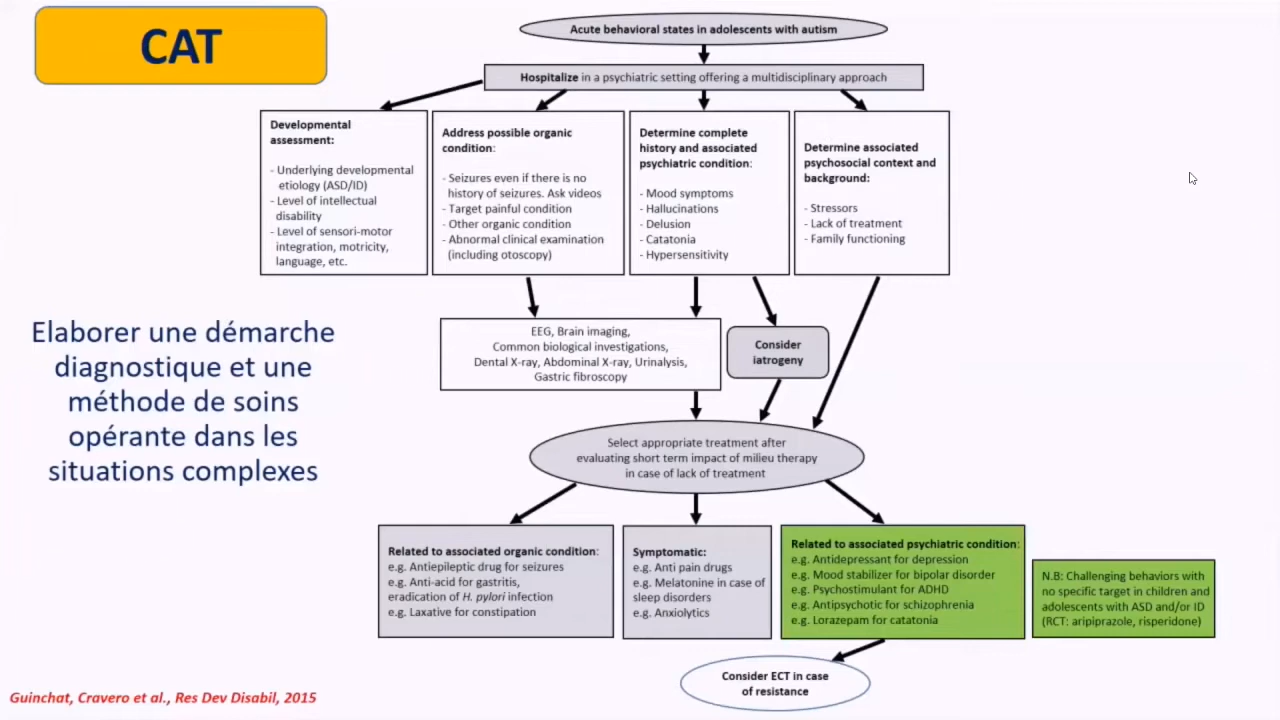 CAT
Acute behavioral states in adolescents with autism
Hospitalize in a psychiatric setting offering a multidisciplinary approach
Developmental
assessment:
- Underlying developmental
etiology (ASD/ID)
- Level of intellectual
disability
- Level of sensori-motor
integration, motricity,
language, etc.
Address possible organic
condition:
- Seizures even if there is no
history of seizures. Ask videos
- Target painful condition
- Other organic condition
- Abnormal clinical examination
(including otoscopy)
Determine complete
history and associated
psychiatric condition:
- Mood symptoms
- Hallucinations
- Delusion
- Catatonia
- Hypersensitivity
Determine associated
psychosocial context and
background:
- Stressors
- Lack of treatment
- Family functioning
Elaborer une démarche
diagnostique et une
méthode de soins
opérante dans les
situations complexes
EEG, Brain imaging,
Common biological investigations,
Dental X-ray, Abdominal X-ray, Urinalysis,
Gastric fibroscopy
Consider
iatrogeny
Select appropriate treatment after
evaluating short term impact of milieu therapy
in case of lack of treatment
Related to associated organic condition:
e.g. Antiepileptic drug for seizures
e.g. Anti-acid for gastritis,
eradication of H. pylori infection
e.g. Laxative for constipation
Symptomatic:
e.g. Anti pain drugs
e.g. Melatonine in case of
sleep disorders
e.g. Anxiolytics
Related to associated psychiatric condition:
e.g. Antidepressant for depression
e.g. Mood stabilizer for bipolar disorder
e.g. Psychostimulant for ADHD
e.g. Antipsychotic for schizophrenia
e.g. Lorazepam for catatonia
N.B: Challenging behaviors with
no specific target in children and
adolescents with ASD and/or ID
(RCT: aripiprazole, risperidone)
Consider ECT in case
of resistance
Guinchat, Cravero et al., Res Dev Disabil, 2015